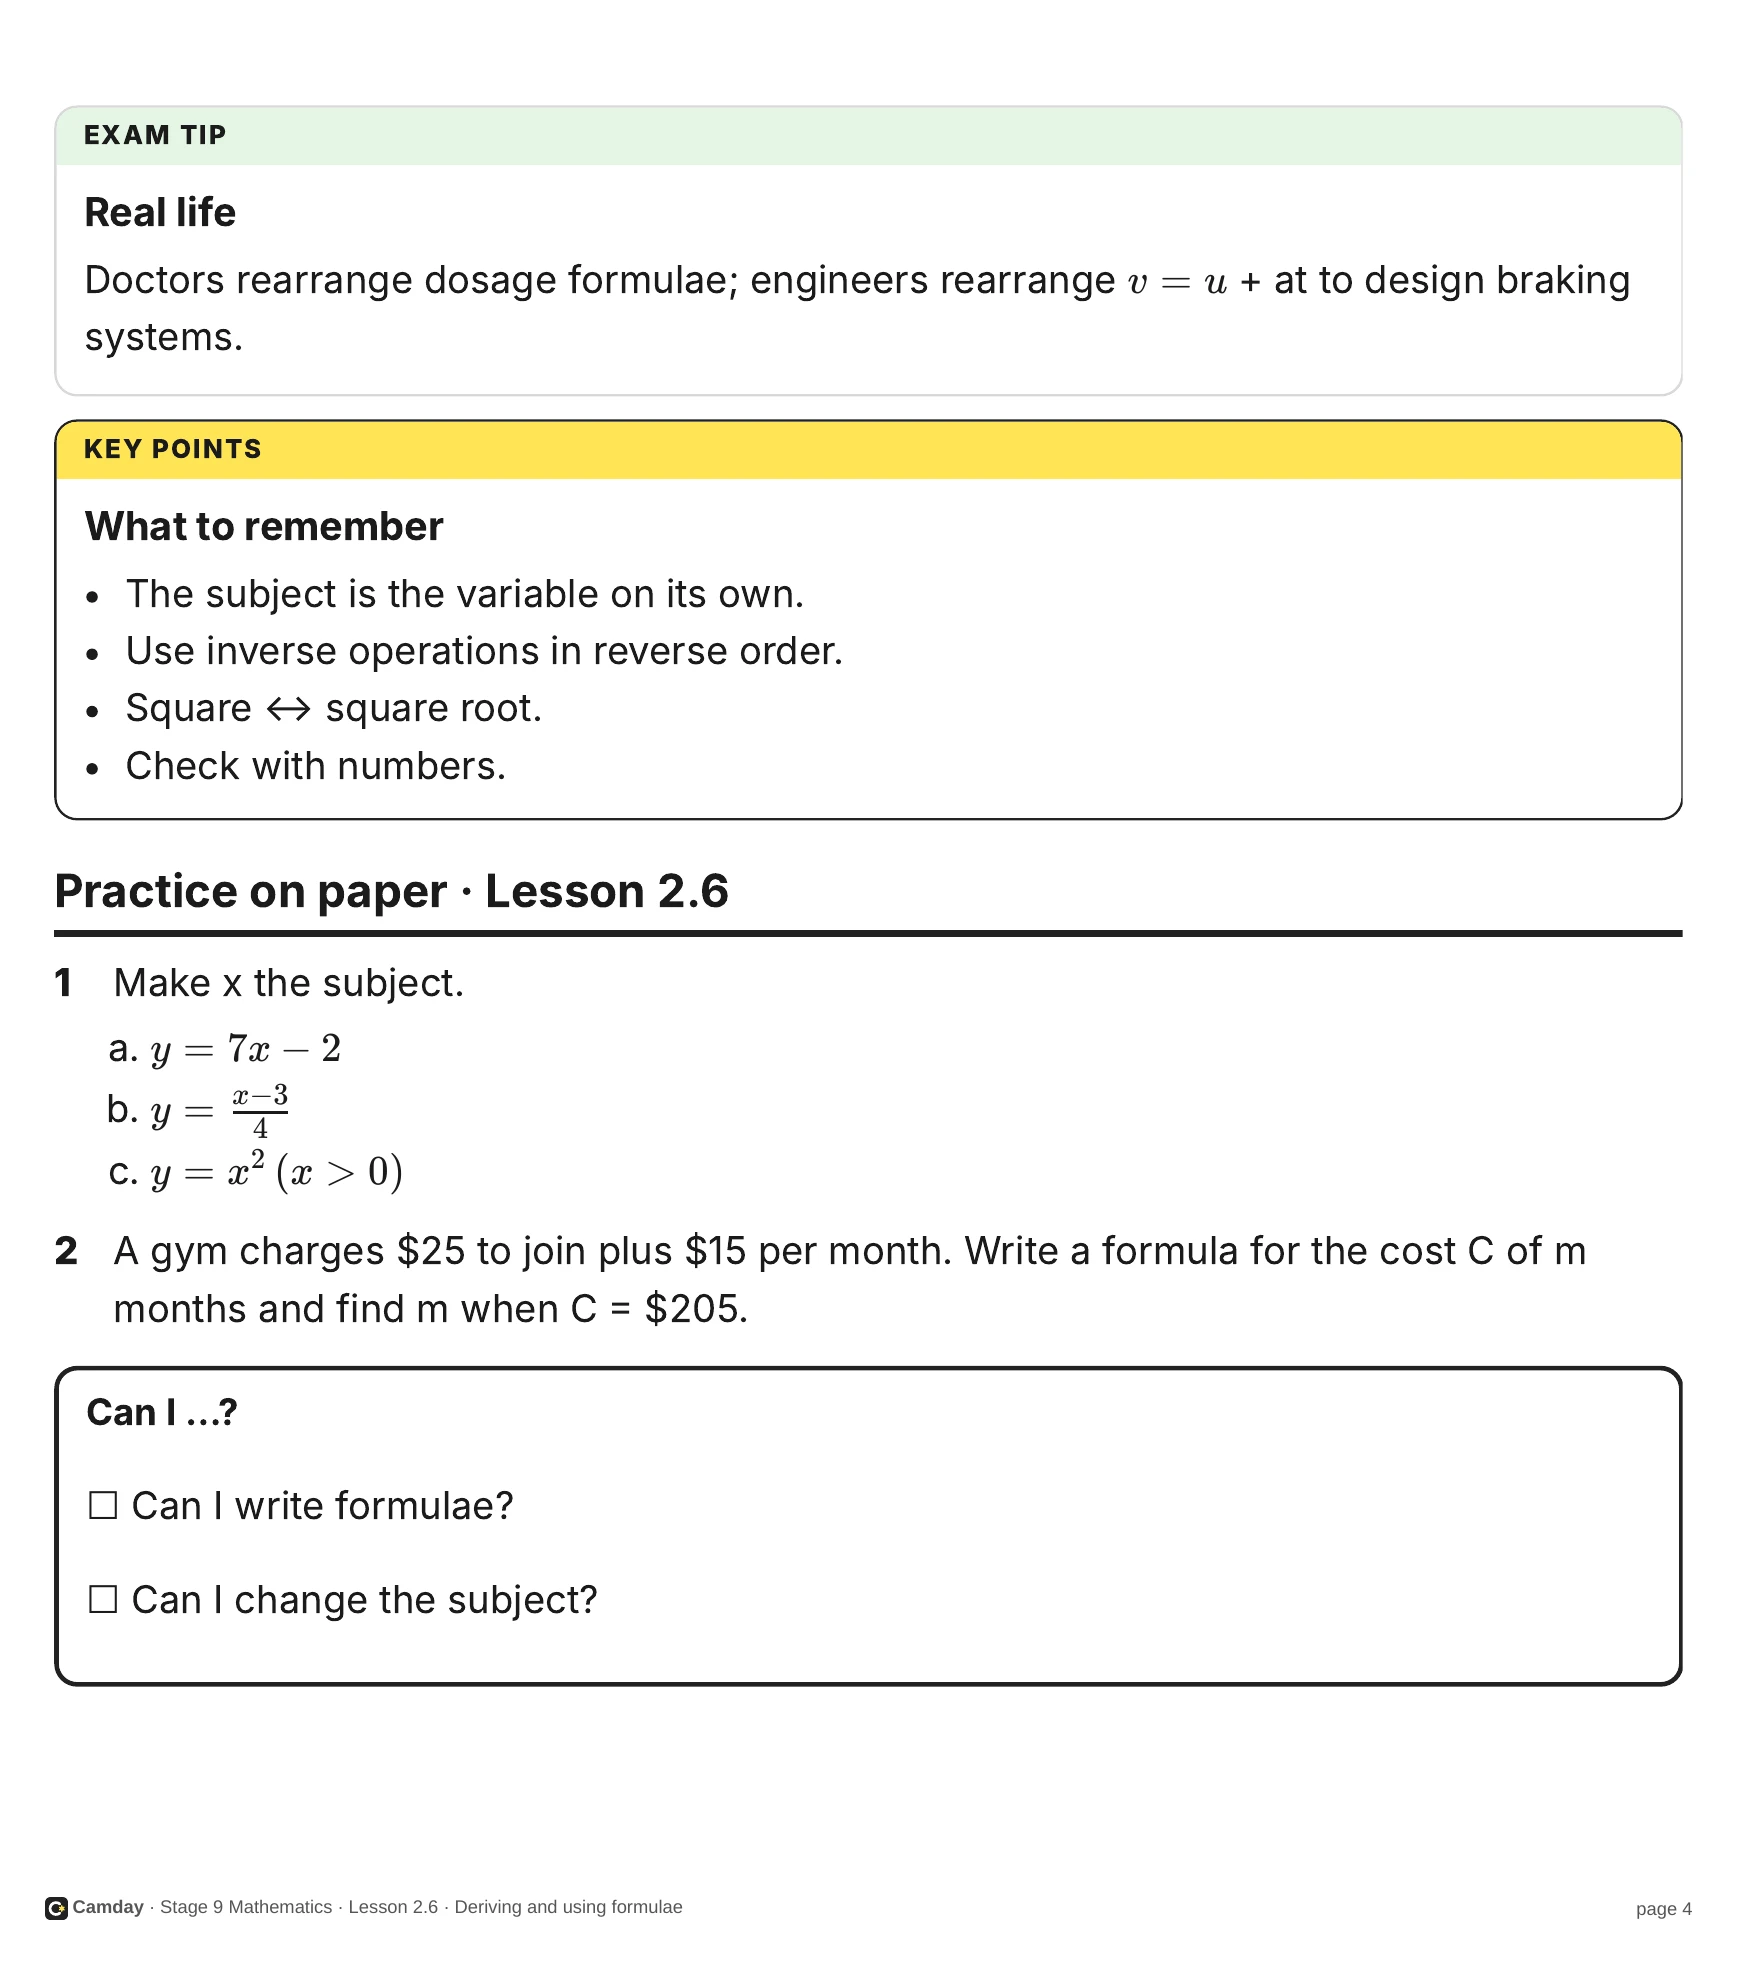 EXAM TIP
Real life
Doctors rearrange dosage formulae; engineers rearrange v = u + at to design braking
systems.
KEY POINTS
What to remember
• The subject is the variable on its own.
• Use inverse operations in reverse order.
• Square ↔ square root.
• Check with numbers.
Practice on paper · Lesson 2.6
1 Make x the subject.
a. y = 7x − 2
b. y = \frac{x−3}{4}
c. y = x² (x > 0)
2 A gym charges $25 to join plus $15 per month. Write a formula for the cost C of m
months and find m when C = $205.
Can I ...?
☐ Can I write formulae?
☐ Can I change the subject?
Camday · Stage 9 Mathematics · Lesson 2.6 · Deriving and using formulae
page 4